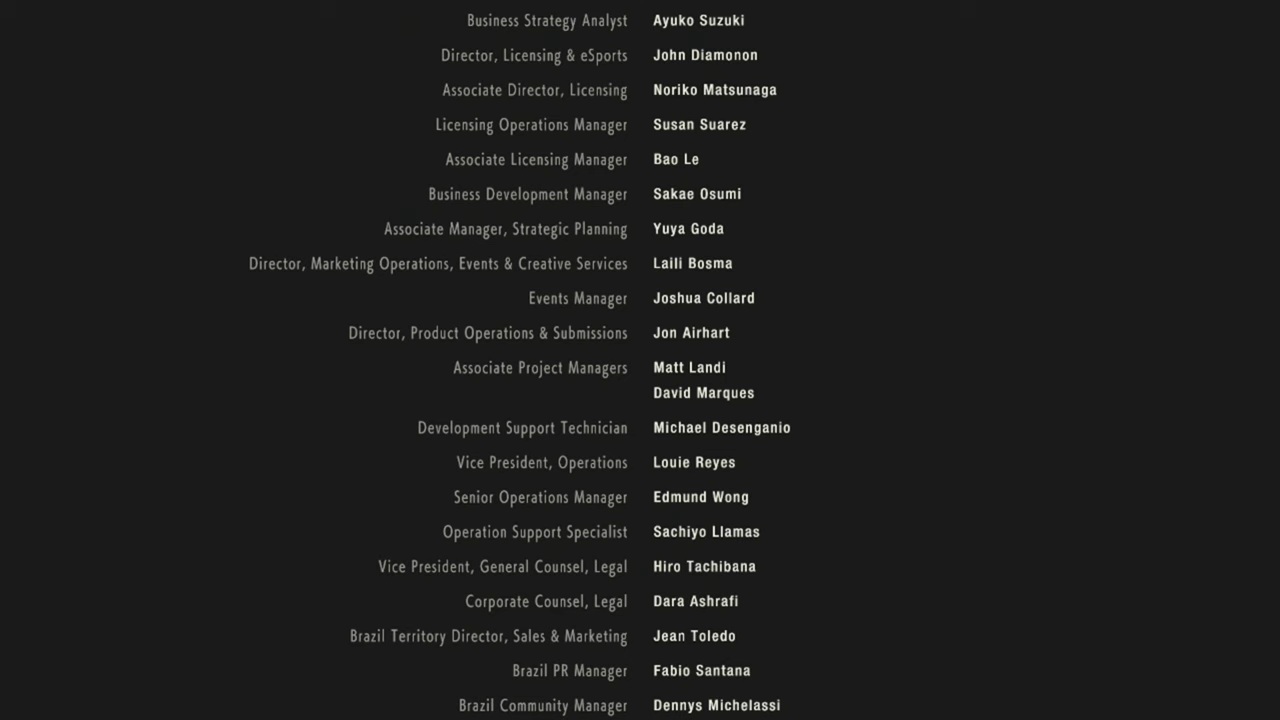 Business Strategy Analyst Ayuko Suzuki
Director, Licensing & eSports John Diamonon
Associate Director, Licensing Noriko Matsunaga
Licensing Operations Manager Susan Suarez
Associate Licensing Manager Bao Le
Business Development Manager Sakae Osumi
Associate Manager, Strategic Planning Yuya Goda
Director, Marketing Operations, Events & Creative Services Laili Bosma
Events Manager Joshua Collard
Director, Product Operations & Submissions Jon Airhart
Associate Project Managers Matt Landi
David Marques
Development Support Technician Michael Desenganio
Vice President, Operations Louie Reyes
Senior Operations Manager Edmund Wong
Operation Support Specialist Sachiyo Llamas
Vice President, General Counsel, Legal Hiro Tachibana
Corporate Counsel, Legal Dara Ashrafi
Brazil Territory Director, Sales & Marketing Jean Toledo
Brazil PR Manager Fabio Santana
Brazil Community Manager Dennys Michelassi